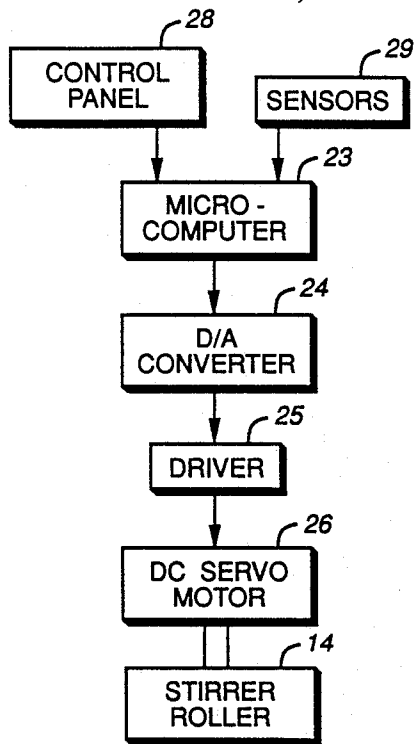 28
CONTROL
PANEL
29
SENSORS
23
MICRO -
COMPUTER
24
D/A
CONVERTER
25
DRIVER
26
DC SERVO
MOTOR
14
STIRRER
ROLLER